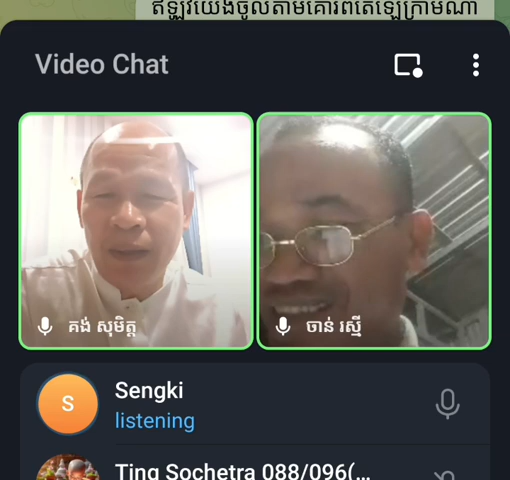 ឥឡូវយើងចូលតាមគោរពតេឡេក្រាមណា
Video Chat
គង់ សុមិត្ត
ចាន់ រស្មី
S
Sengki
listening
Ting Sochetra 088/096(...